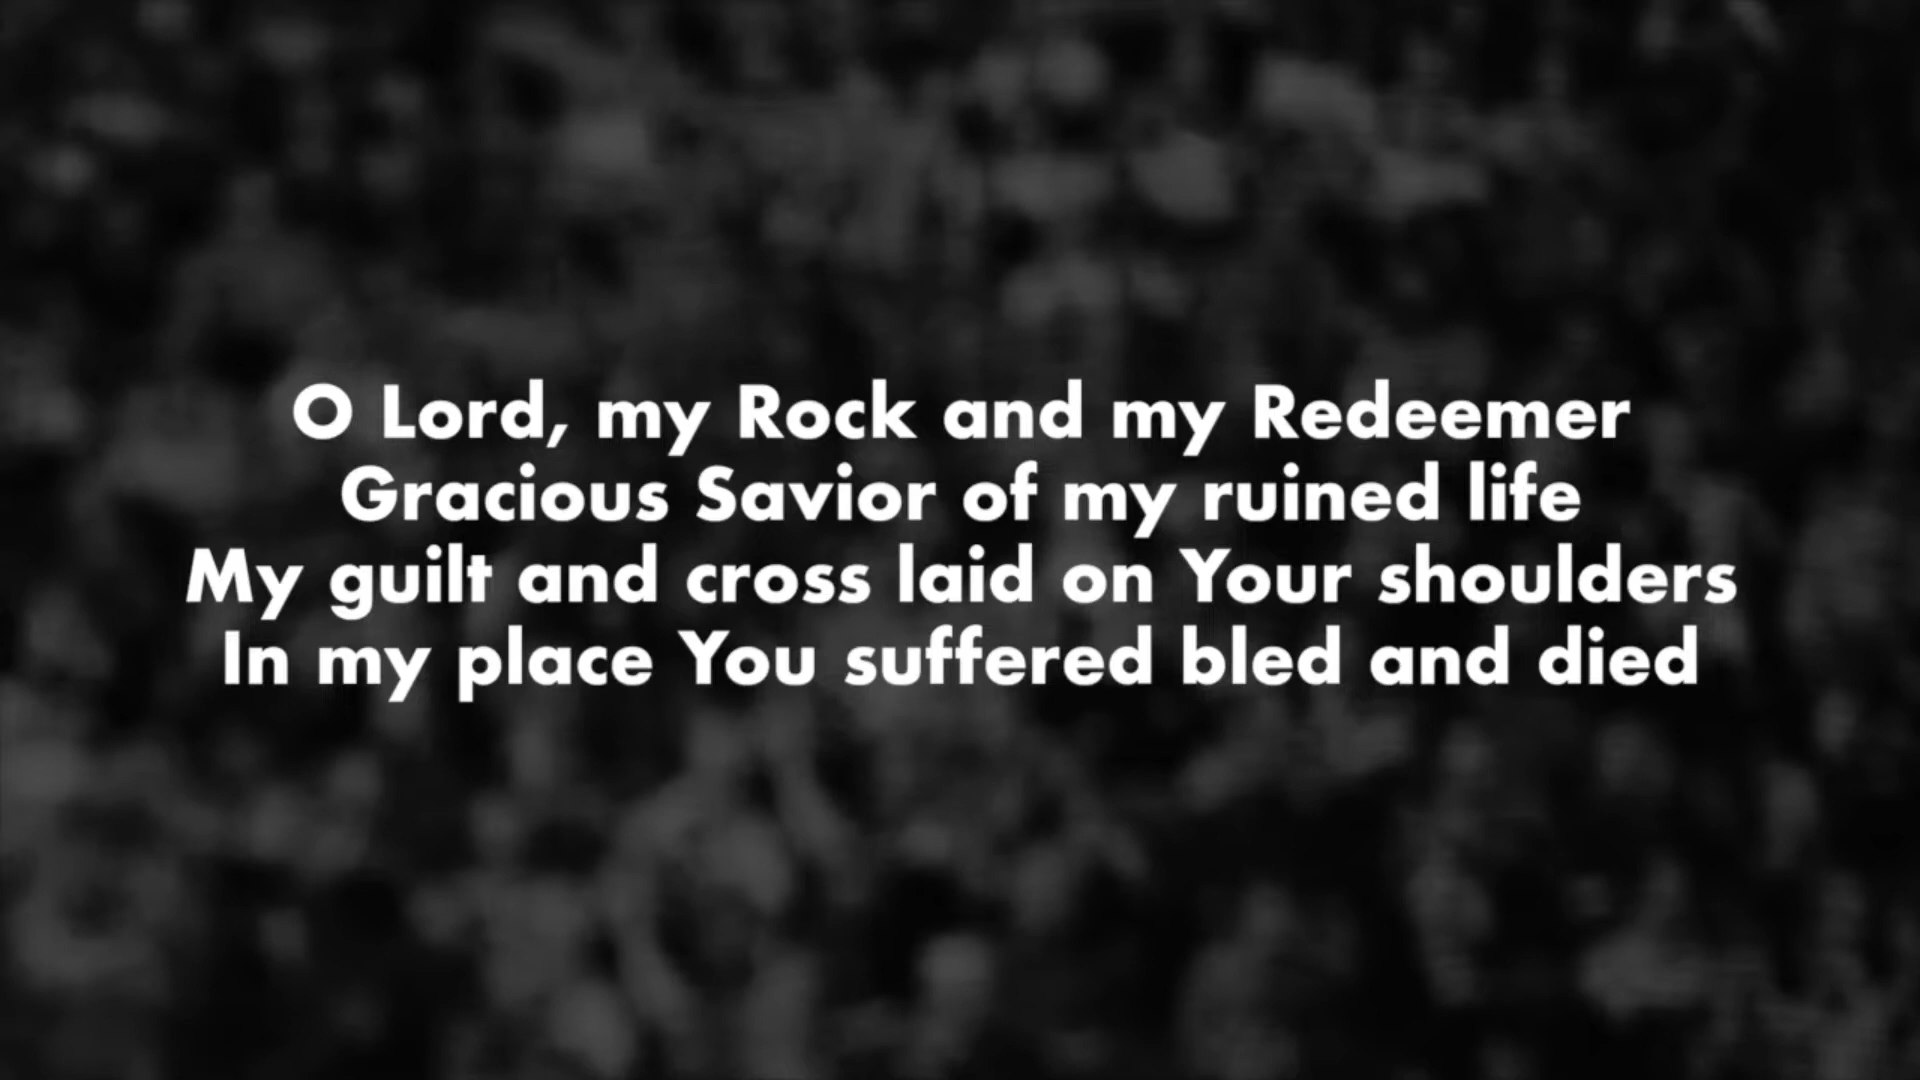 O Lord, my Rock and my Redeemer
Gracious Savior of my ruined life
My guilt and cross laid on Your shoulders
In my place You suffered bled and died